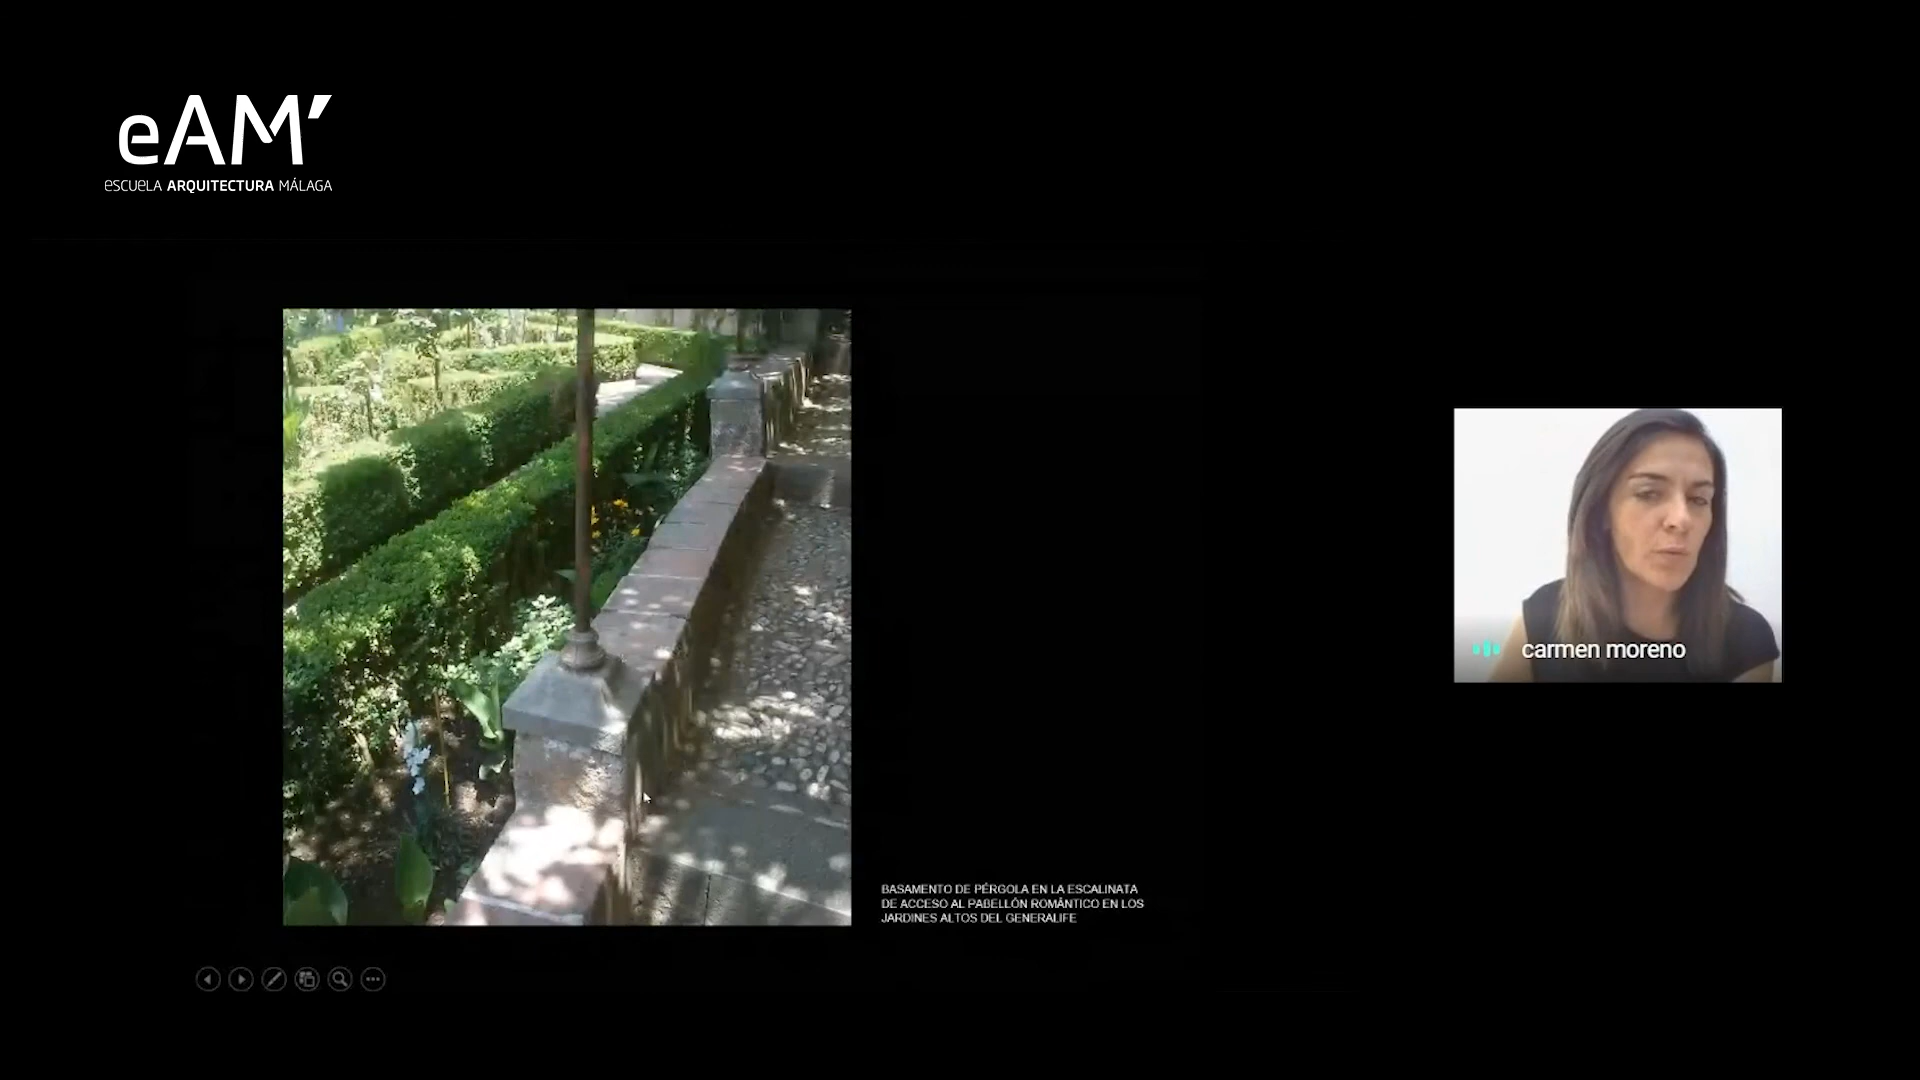 eAM'
ESCUELA ARQUITECTURA MÁLAGA
carmen moreno
BASAMENTO DE PÉRGOLA EN LA ESCALINATA
DE ACCESO AL PABELLÓN ROMÁNTICO EN LOS
JARDINES ALTOS DEL GENERALIFE